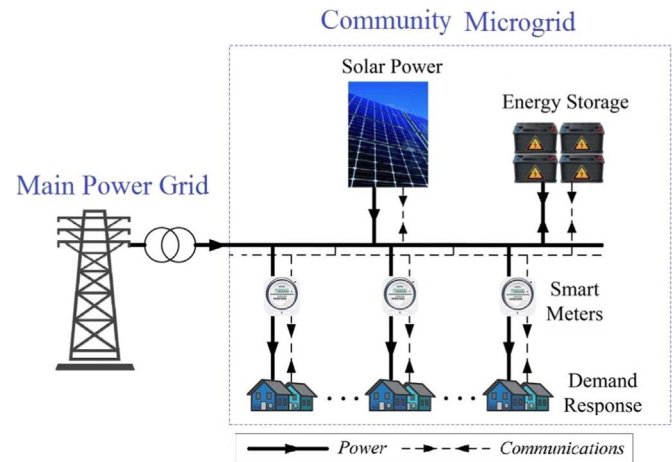 Community Microgrid
Solar Power
Energy Storage
Main Power Grid
Smart
Meters
Demand
Response
Power
Communications